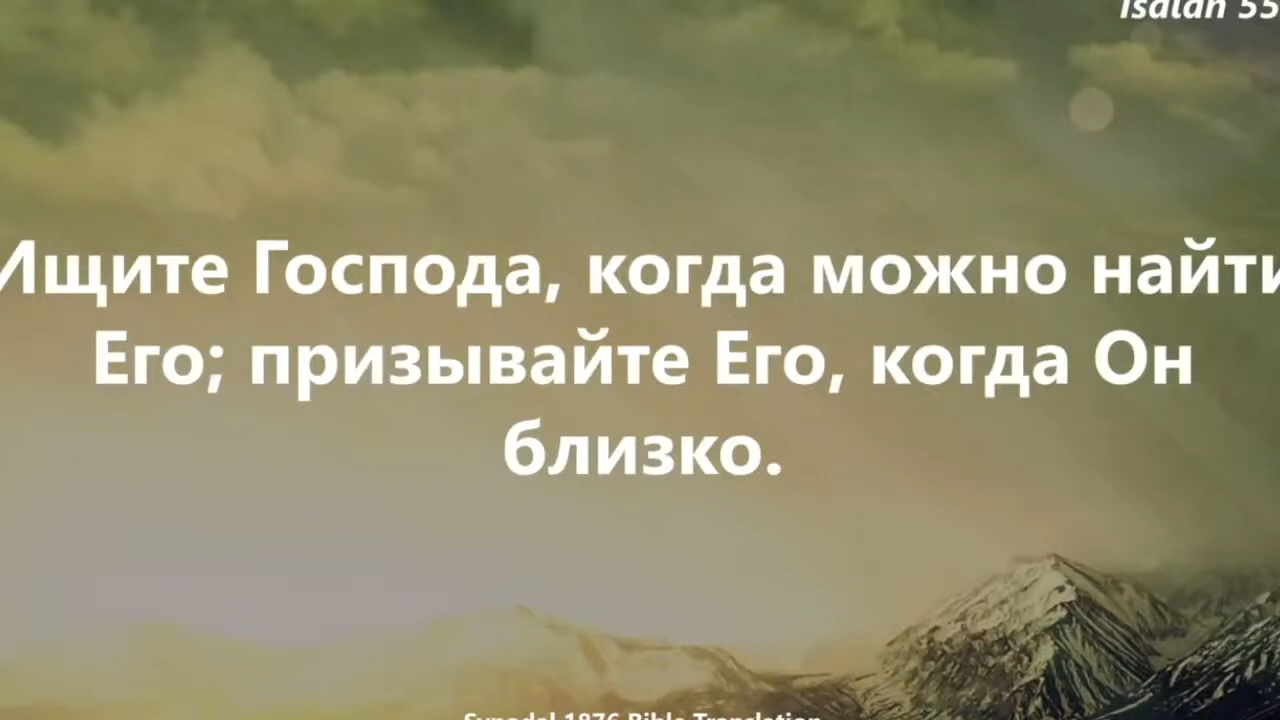 Isaiah 55
Ищите Господа, когда можно найти
Его; призывайте Его, когда Он
близко.
Synodal 1876 Bible Translation